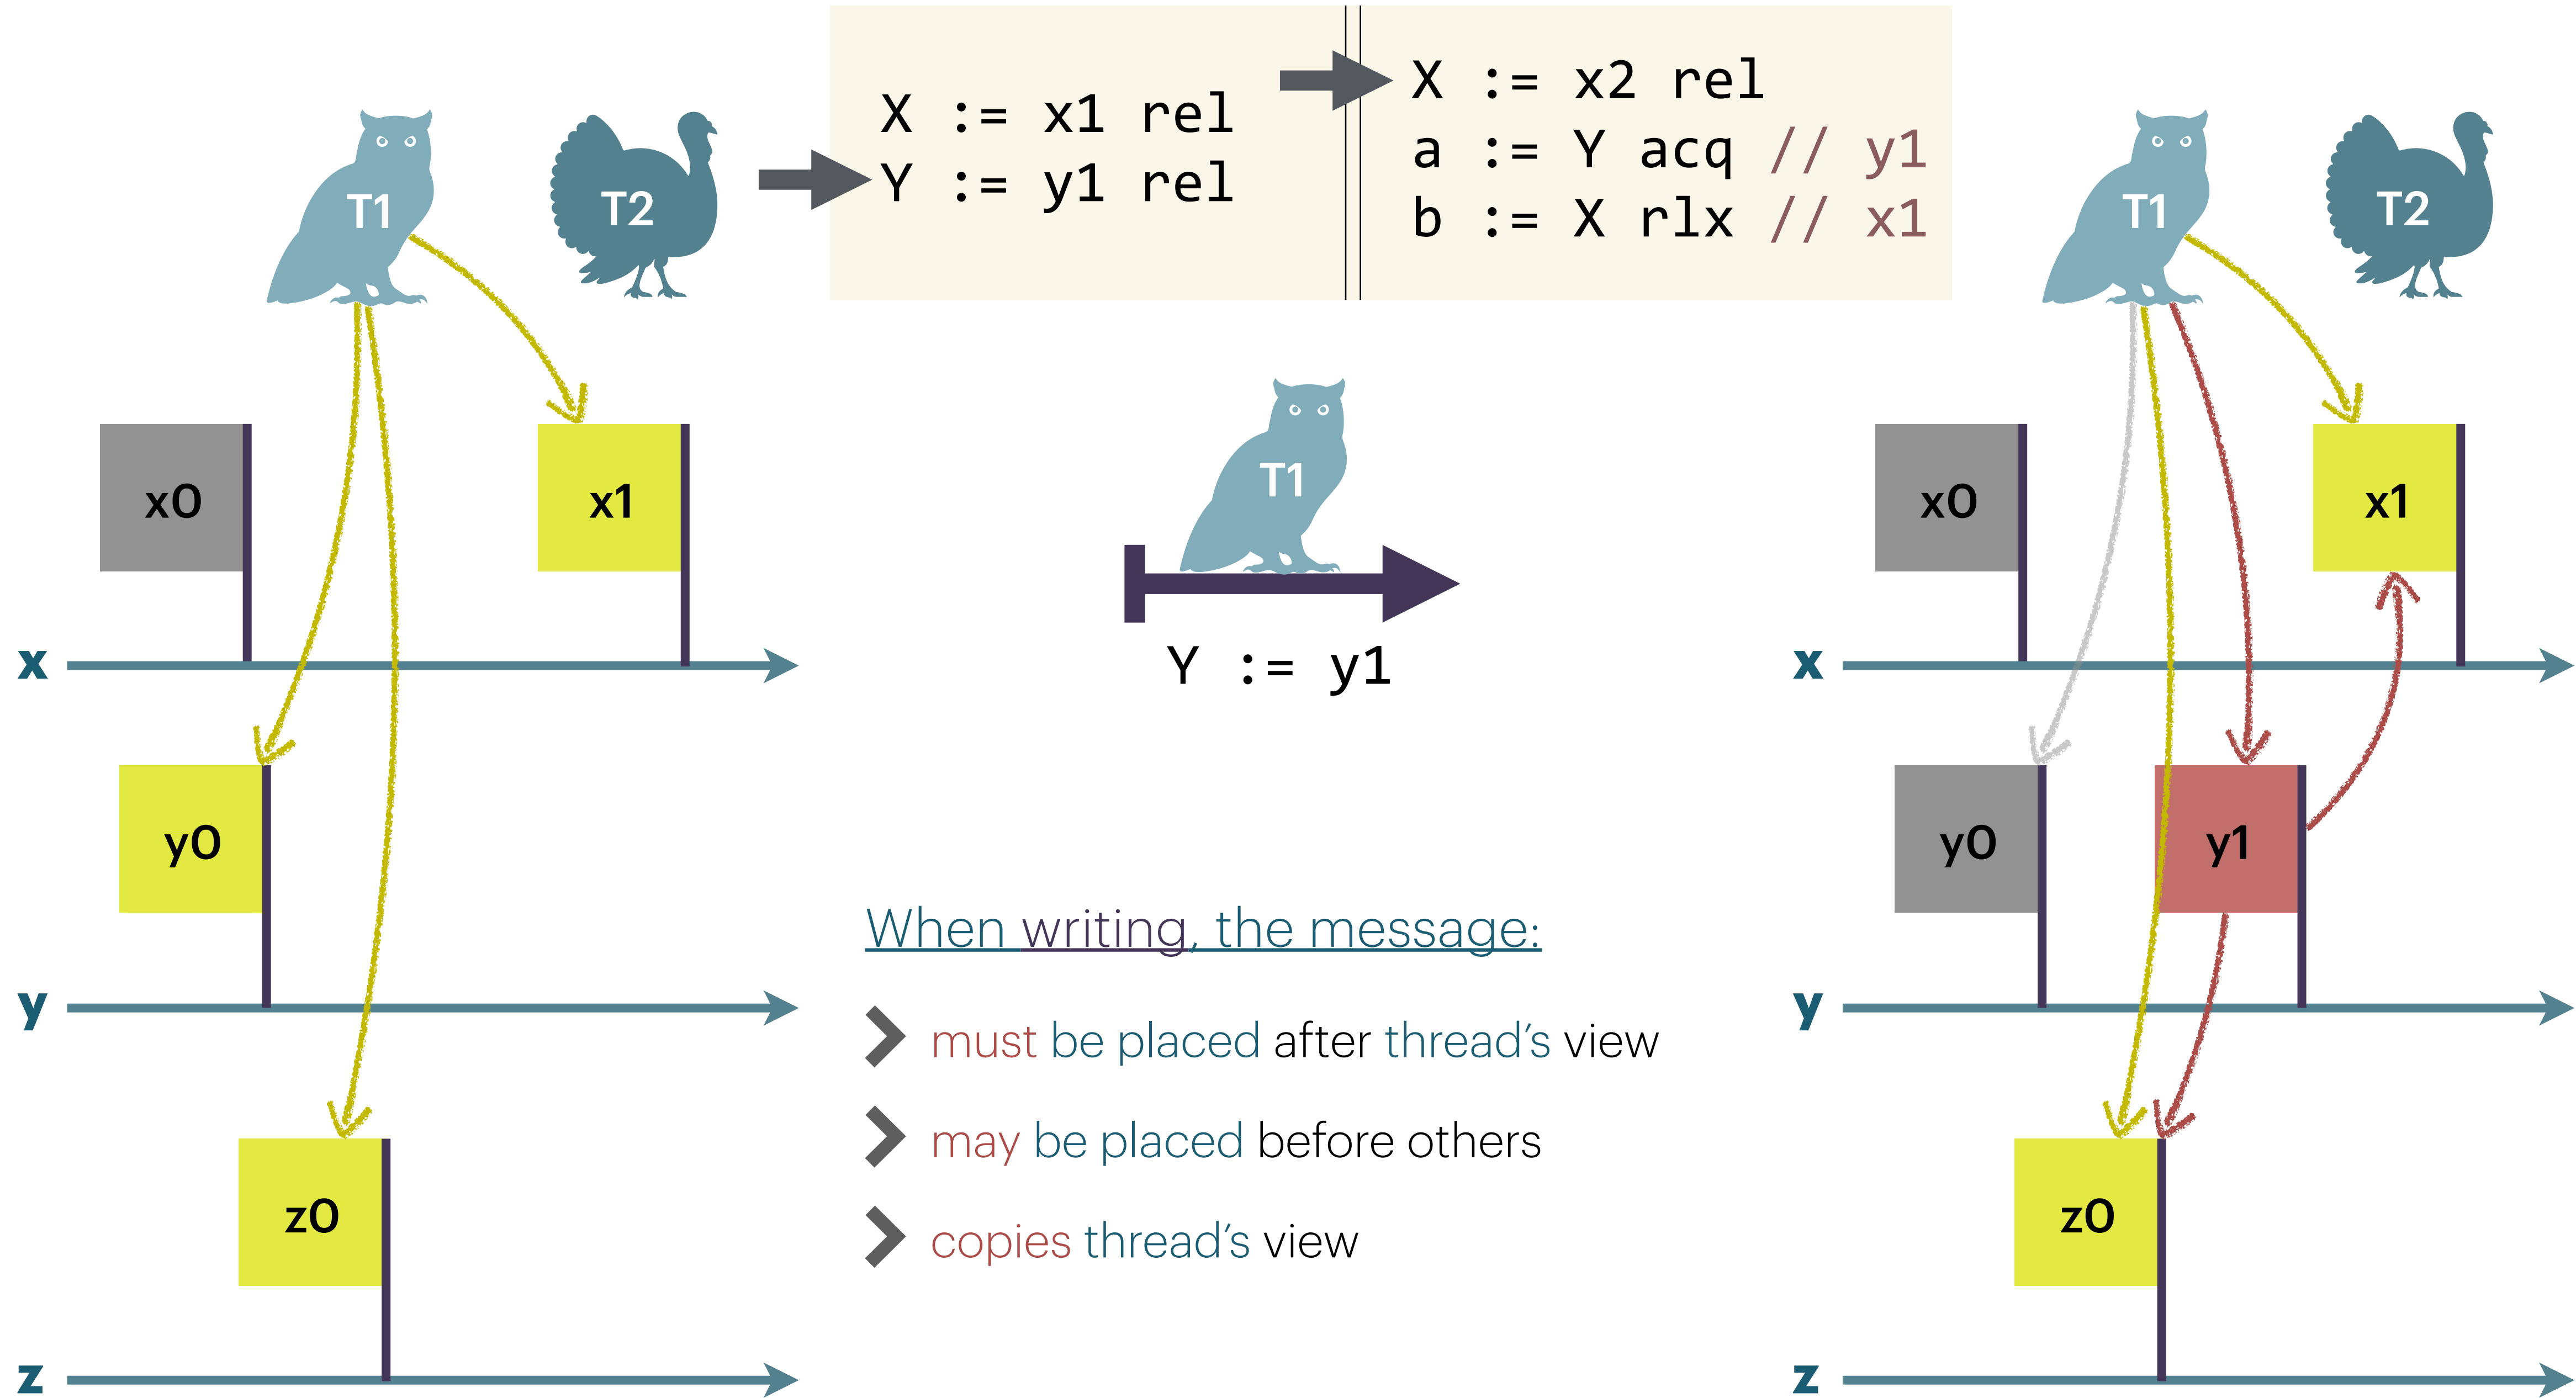 T1
T2
X := x1 rel
Y := y1 rel
X := x2 rel
a := Y acq // y1
b := X rlx // x1
T1
T2
x0
x1
x
y0
y
z0
z
T1
Y := y1
When writing, the message:
must be placed after thread’s view
may be placed before others
copies thread’s view
x0
x1
x
y0
y1
y
z0
z